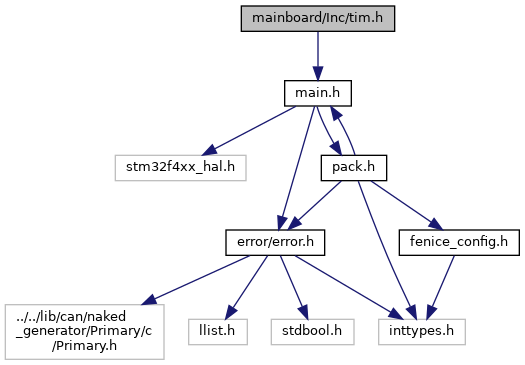 mainboard/Inc/tim.h
main.h
stm32f4xx_hal.h
pack.h
error/error.h
fenice_config.h
../../lib/can/naked
_generator/Primary/c
/Primary.h
llist.h
stdbool.h
inttypes.h